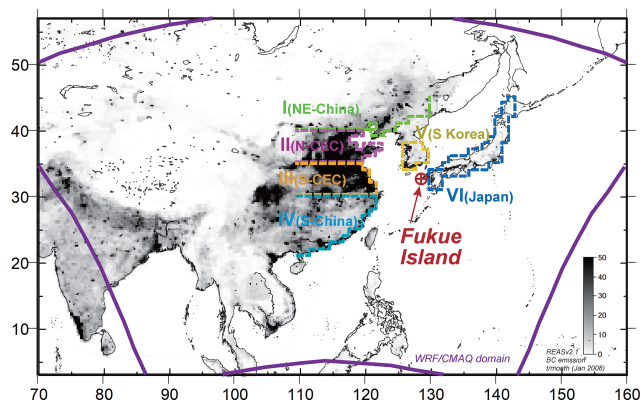 50
40
30
20
10
70
80
90
100
110
120
130
140
150
160
I(NE-China)
II(N-CEC)
III(S-CEC)
IV(S-China)
V(S Korea)
VI(Japan)
Fukue
Island
WRF/CMAQ domain
REASv2.1
BC emission
t/month (Jan 2008)
50
40
30
20
10
0